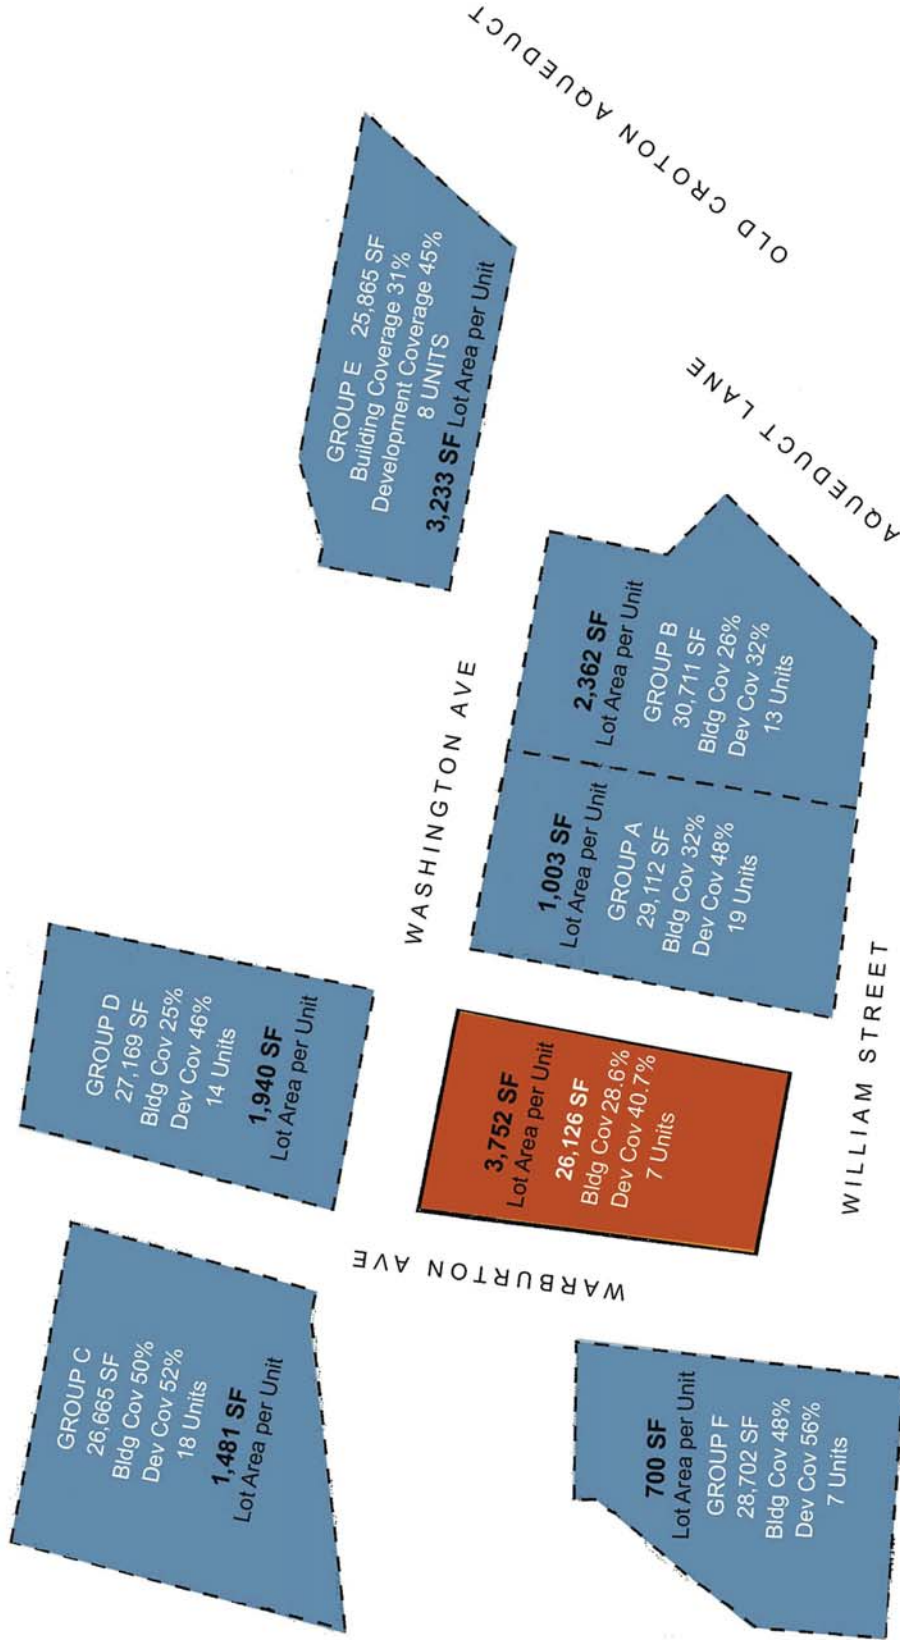 GROUP C
26,665 SF
Bldg Cov 50%
Dev Cov 52%
18 Units
1,481 SF
Lot Area per Unit
GROUP D
27,169 SF
Bldg Cov 25%
Dev Cov 46%
14 Units
1,940 SF
Lot Area per Unit
GROUP E 25,865 SF
Building Coverage 31%
Development Coverage 45%
8 UNITS
3,233 SF Lot Area per Unit
OLD CROTON AQUEDUCT
WASHINGTON AVE
WARBURTON AVE
3,752 SF
Lot Area per Unit
26,126 SF
Bldg Cov 28.6%
Dev Cov 40.7%
7 Units
1,003 SF
Lot Area per Unit
GROUP A
29,112 SF
Bldg Cov 32%
Dev Cov 48%
19 Units
2,362 SF
Lot Area per Unit
GROUP B
30,711 SF
Bldg Cov 26%
Dev Cov 32%
13 Units
AQUEDUCT LANE
700 SF
Lot Area per Unit
GROUP F
28,702 SF
Bldg Cov 48%
Dev Cov 56%
7 Units
WILLIAM STREET